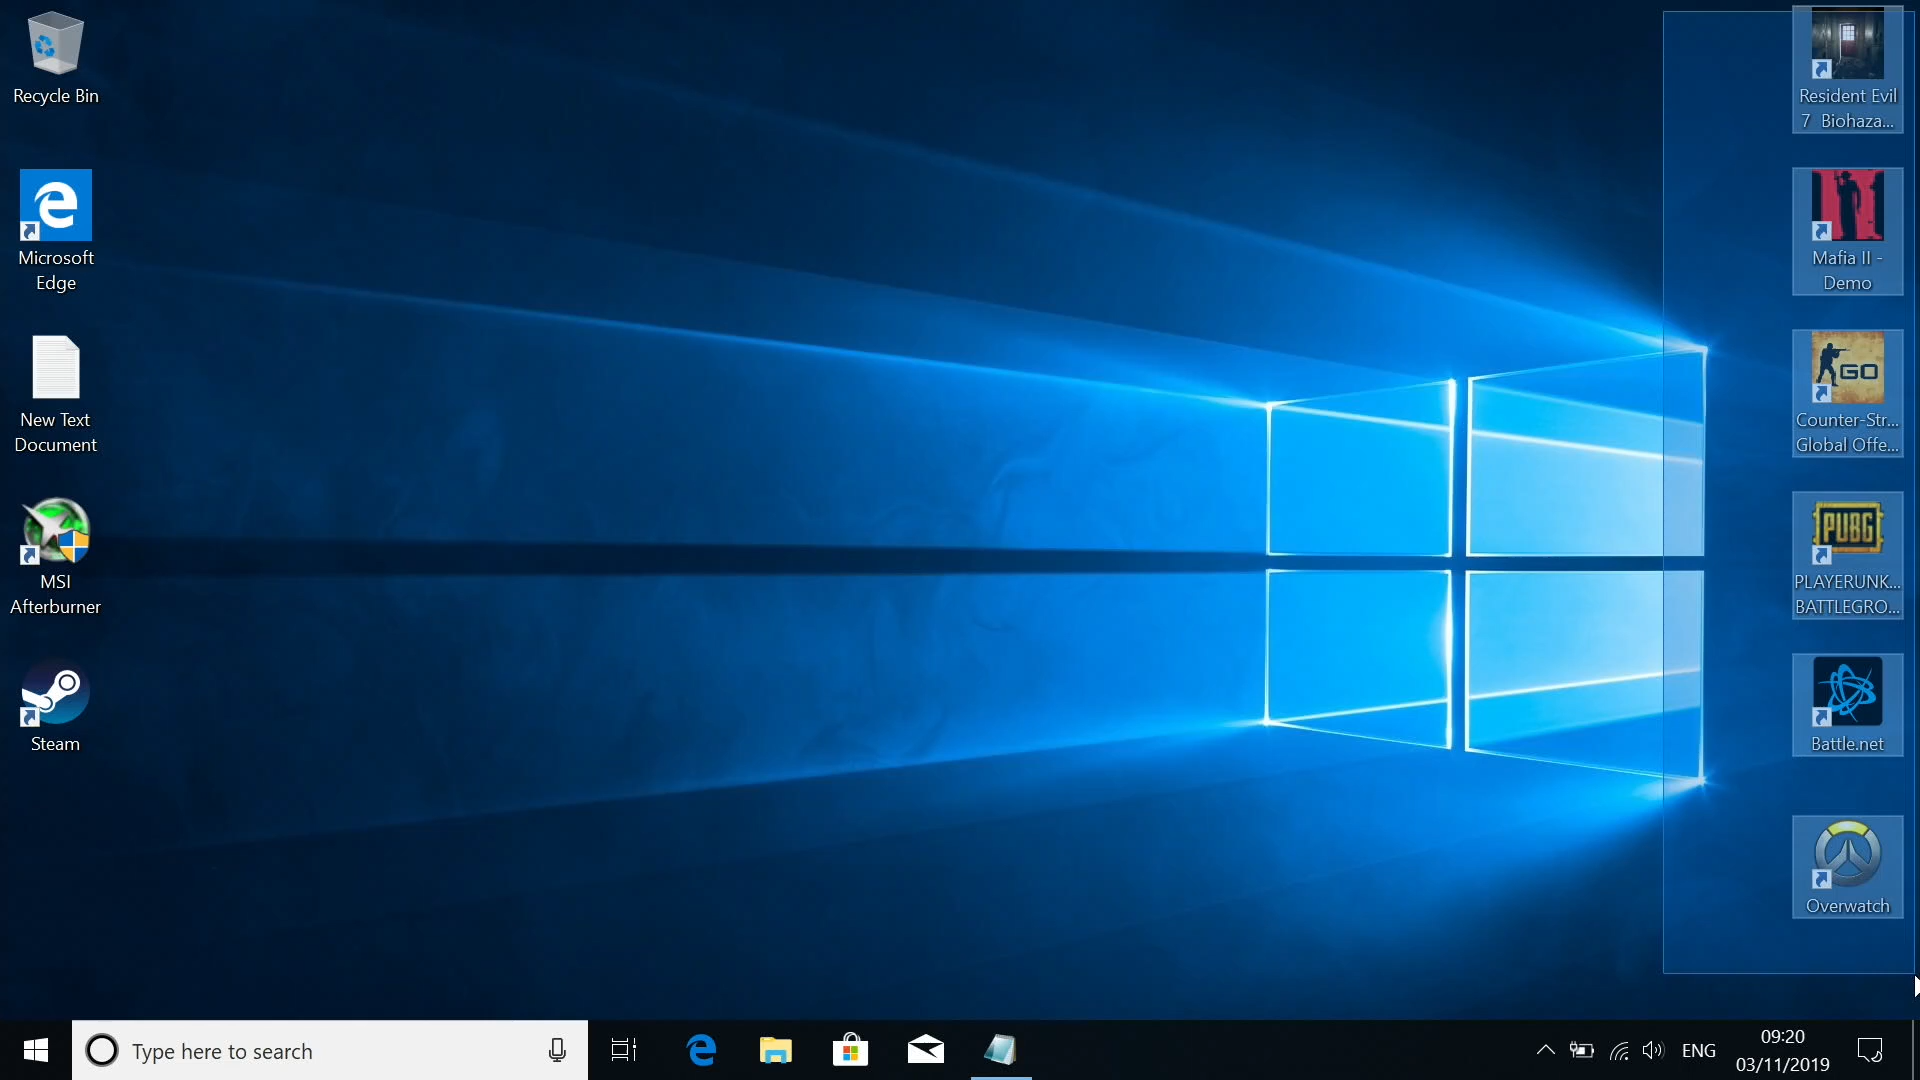 Recycle Bin
Microsoft
Edge
New Text
Document
MSI
Afterburner
Steam
Resident Evil
7 Biohaza...
Mafia II -
Demo
GO
Counter-Str...
Global Offe...
PUBG
PLAYERUNK...
BATTLEGRO...
Battle.net
Overwatch
Type here to search
ENG
09:20
03/11/2019